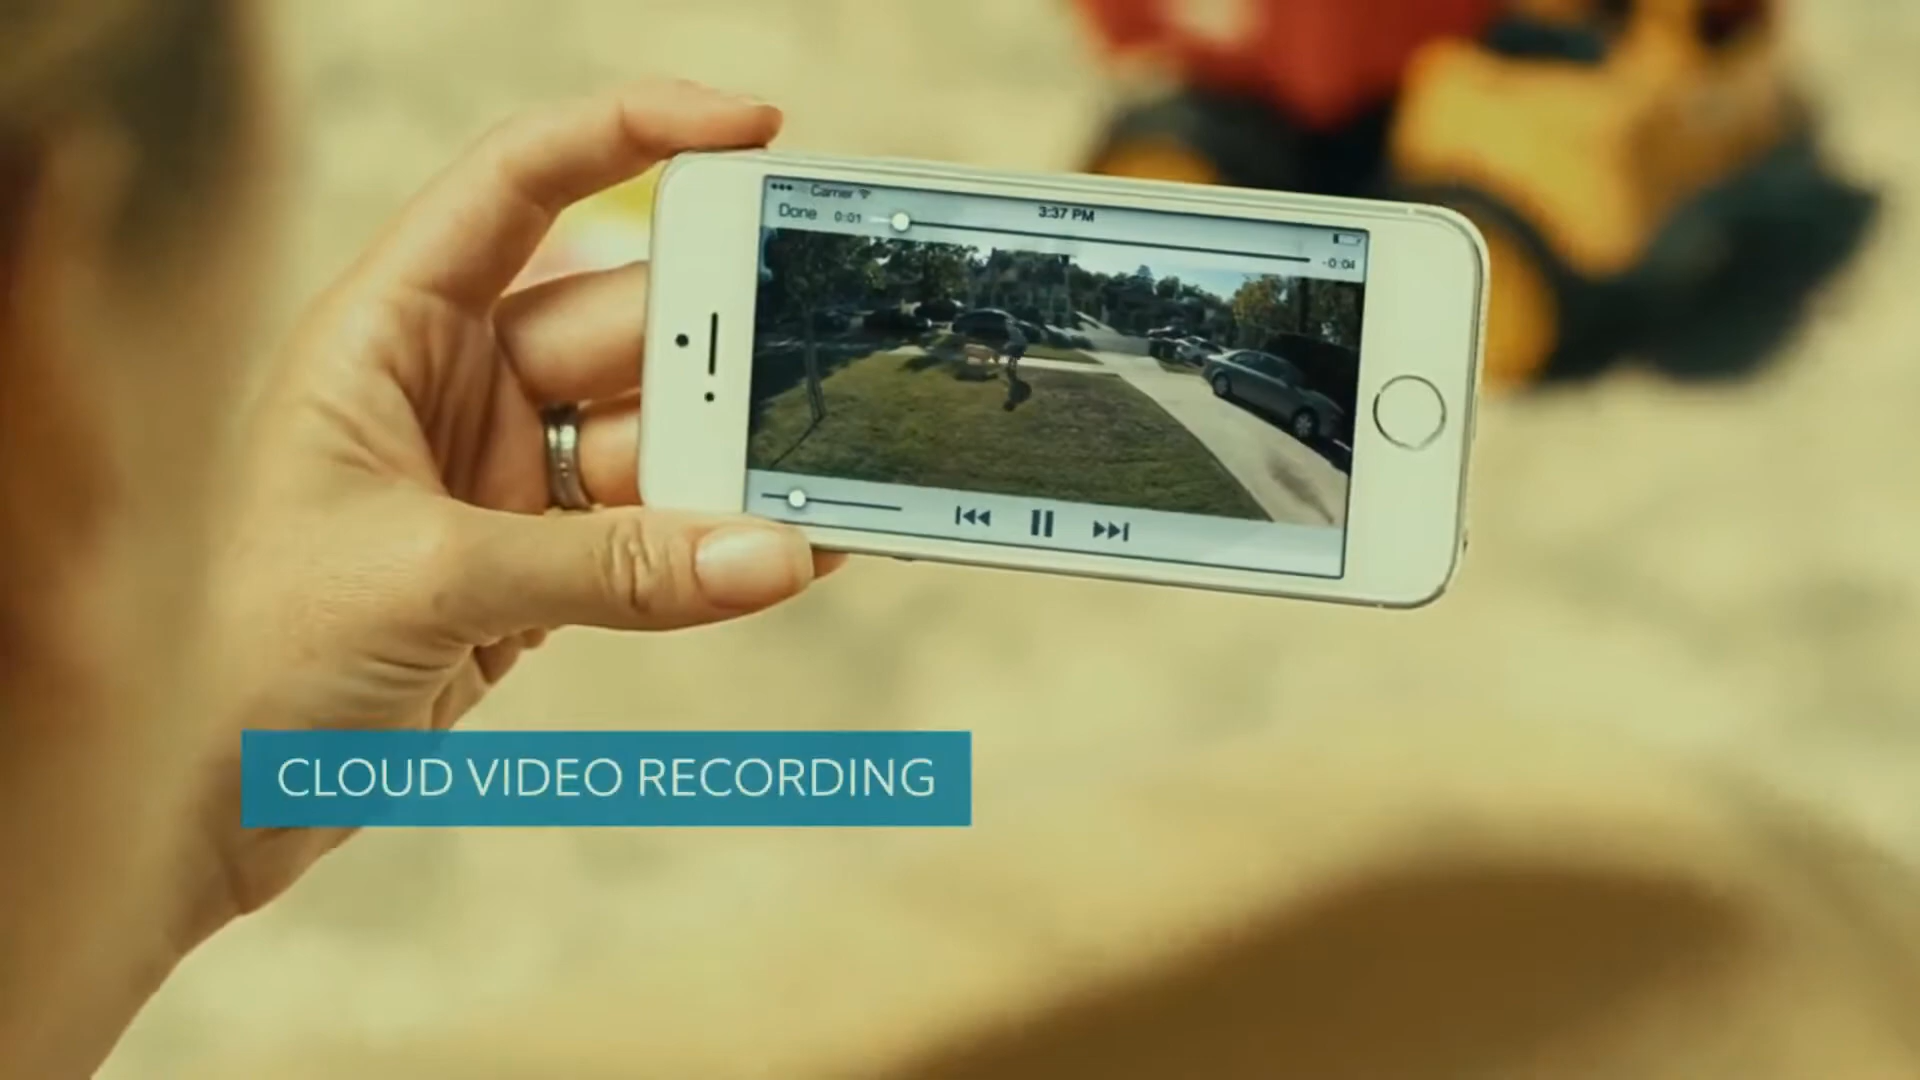 Carrier
3:37 PM
Done 0:01
-0:04
CLOUD VIDEO RECORDING